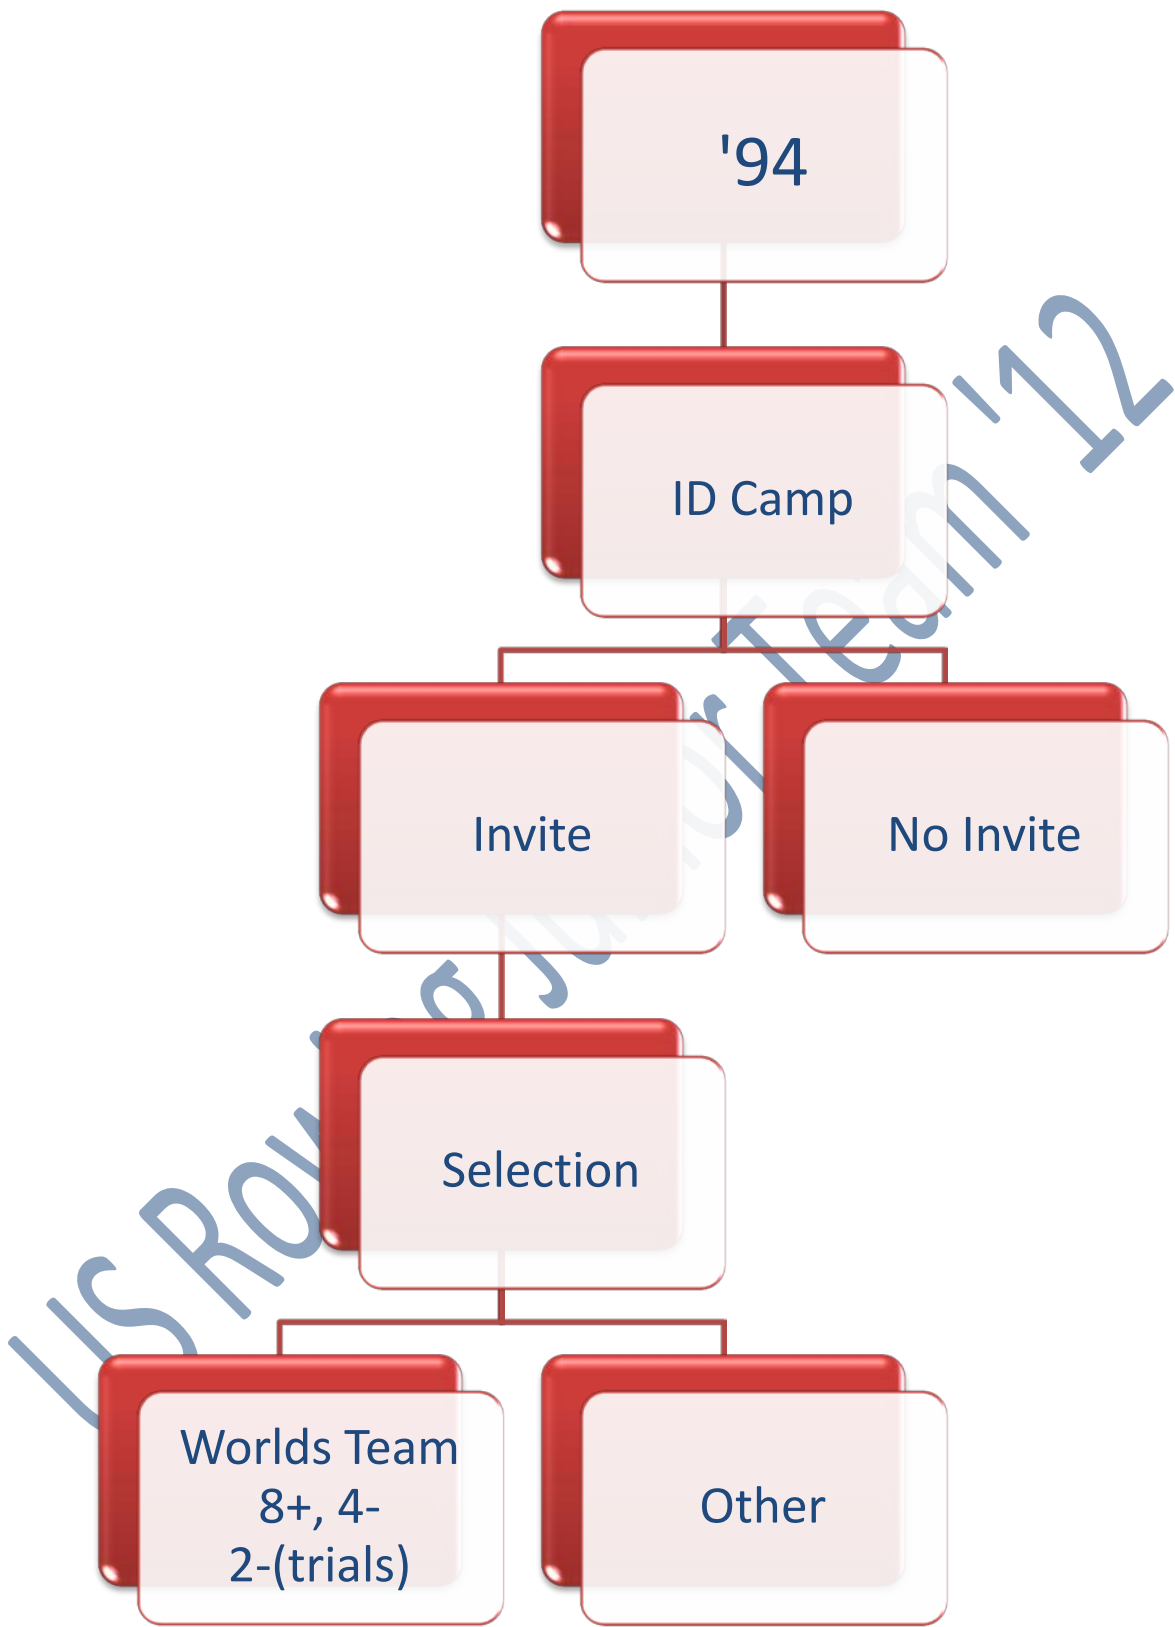 '94
ID Camp
Invite
No Invite
Selection
Worlds Team
8+, 4-
2-(trials)
Other
US Rowing Junior Team '12